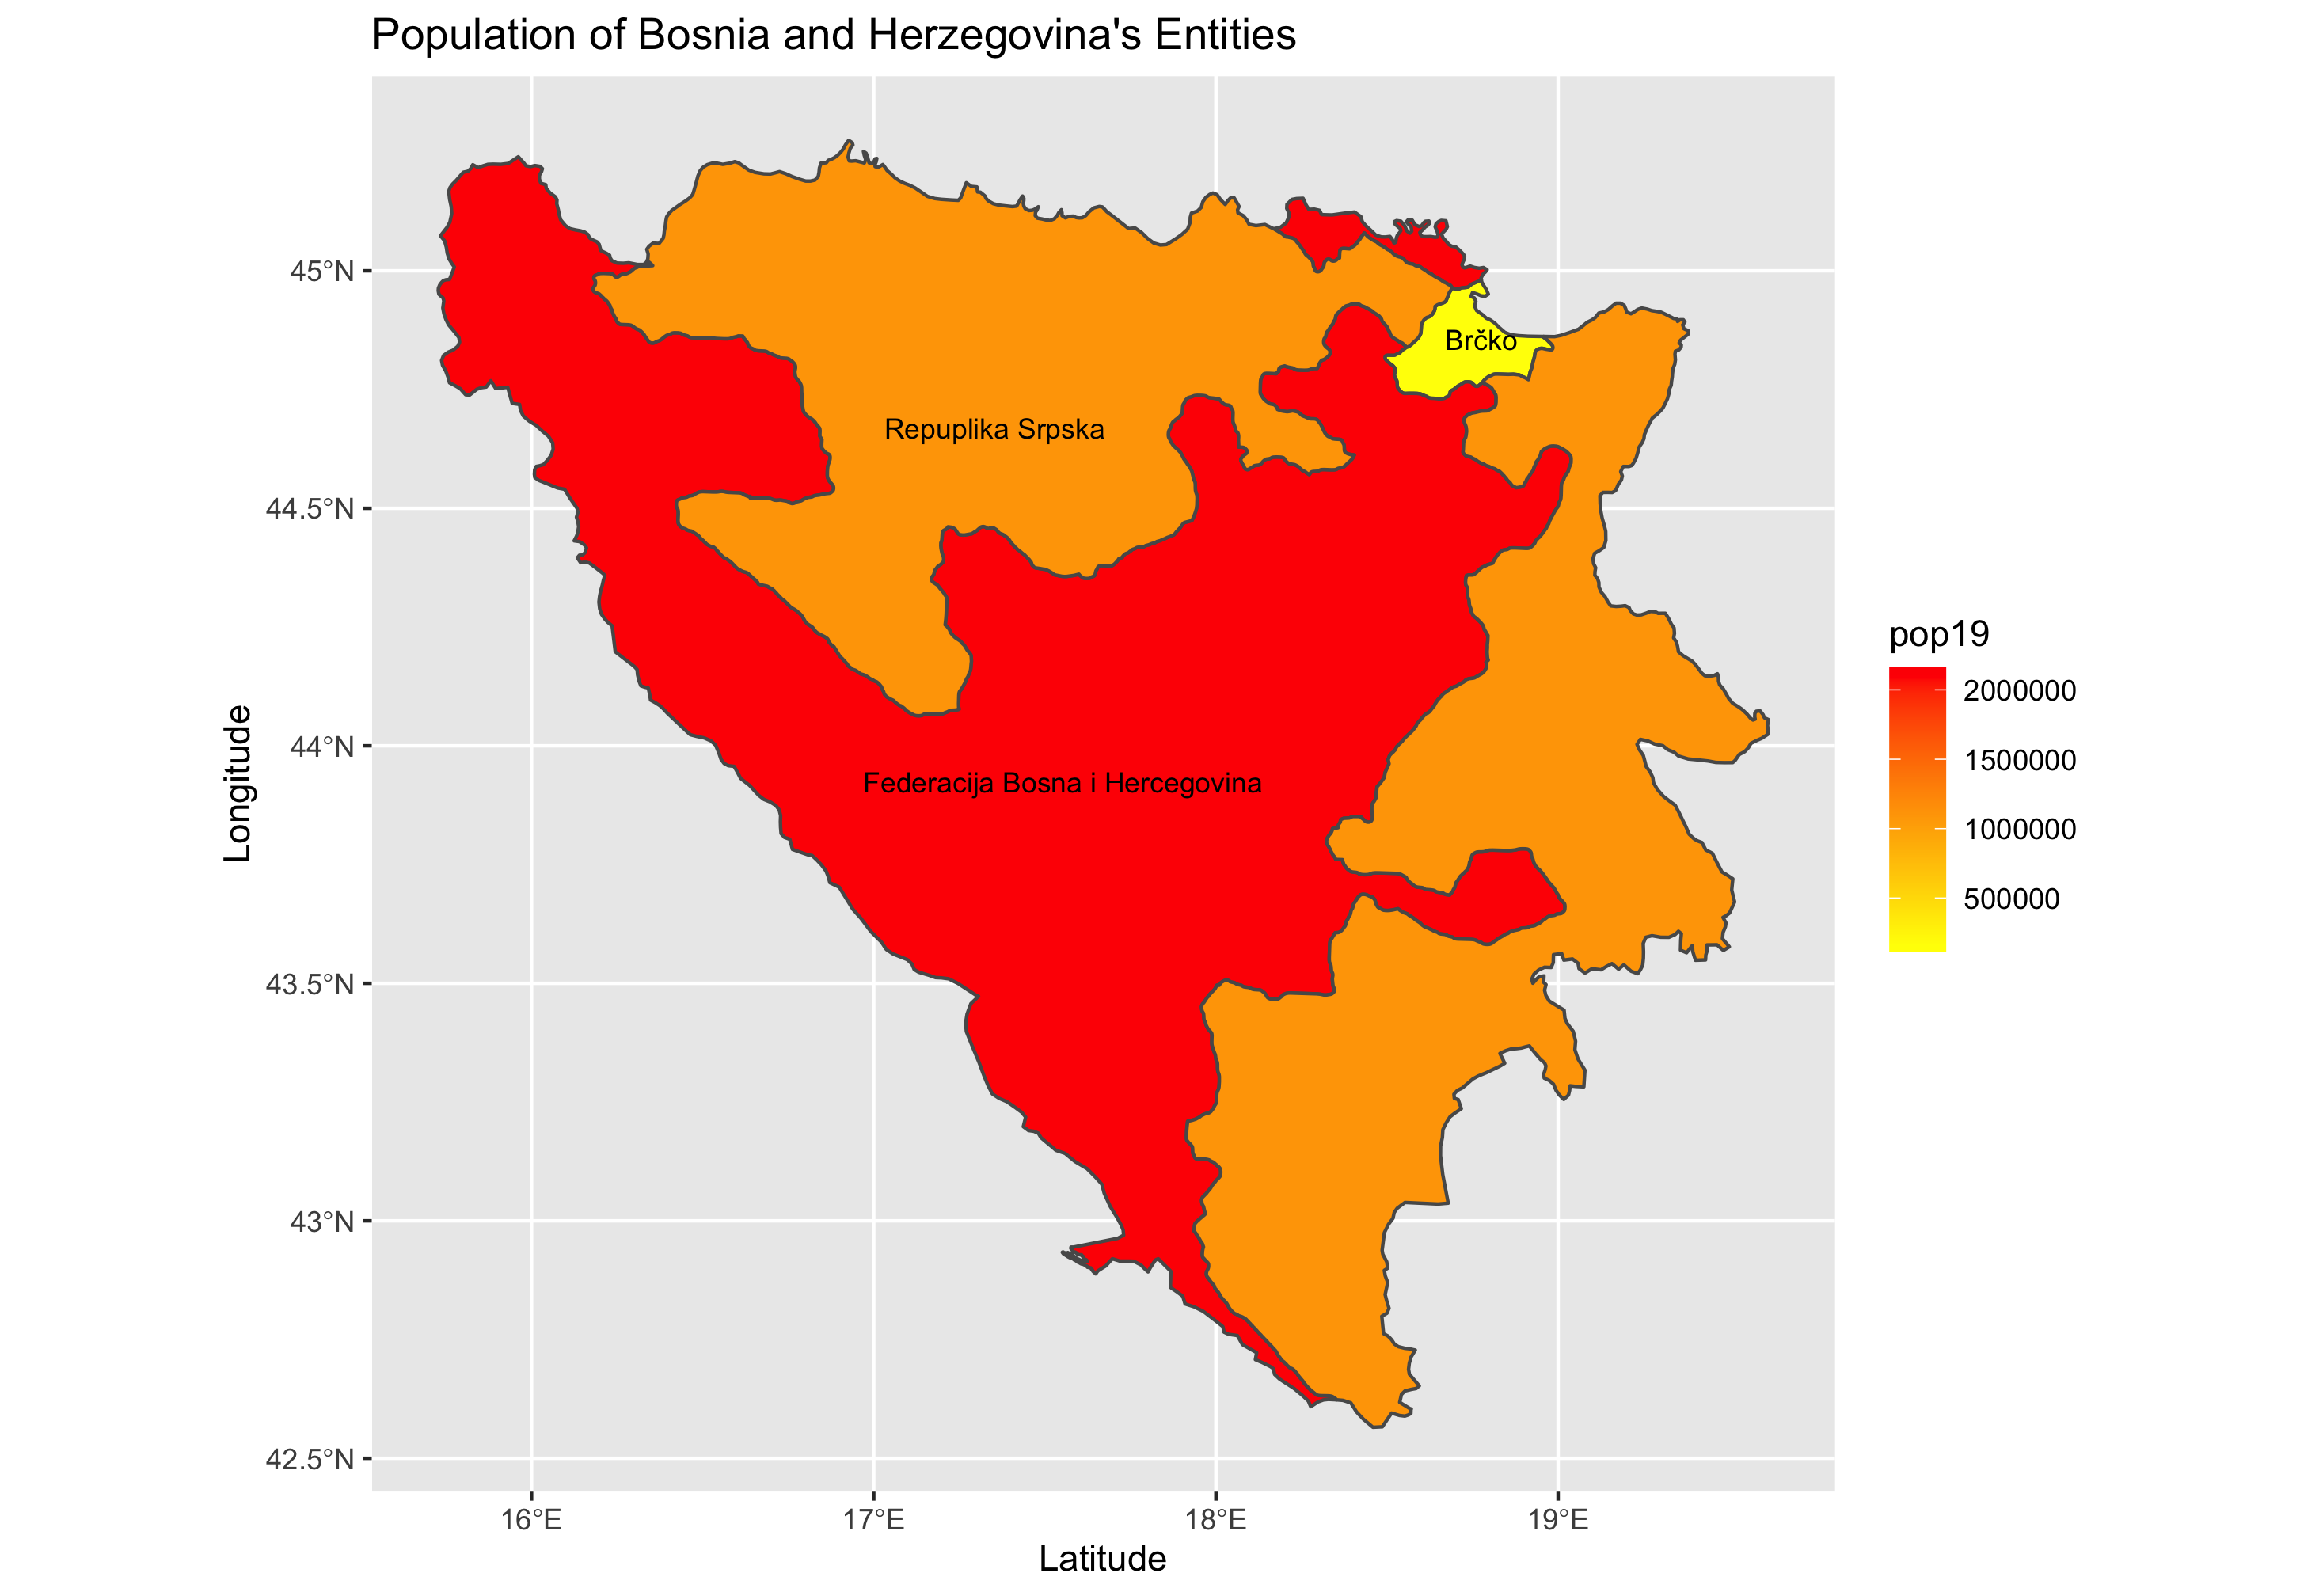 Population of Bosnia and Herzegovina's Entities
45°N
44.5°N
44°N
43.5°N
43°N
42.5°N
Longitude
Brčko
Repuplika Srpska
Federacija Bosna i Hercegovina
16°E
17°E
18°E
19°E
Latitude
pop19
2000000
1500000
1000000
500000